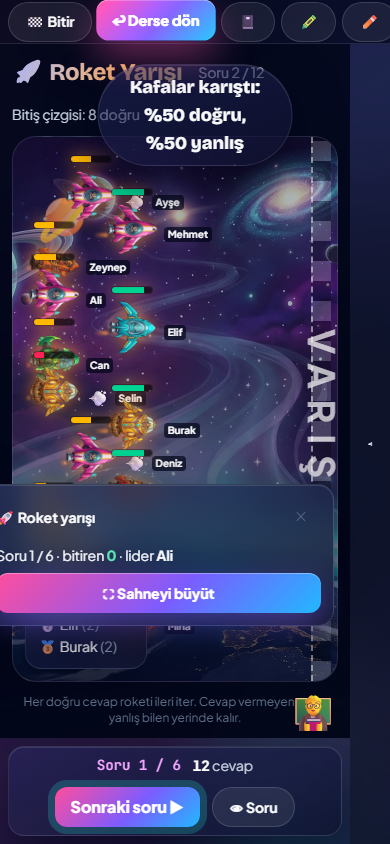 Bitir
Derse dön
Roket Yarışı
Soru 2 / 12
Kafalar karıştı:
%50 doğru,
%50 yanlış
Bitiş çizgisi: 8 doğru
Ayşe
Mehmet
Zeynep
Ali
Elif
Can
Selin
Burak
Deniz
VARIŞ
Roket yarışı
Soru 1 / 6 · bitiren 0 · lider Ali
Sahneyi büyüt
Elif (2)
Mina
Burak (2)
Her doğru cevap roketi ileri iter. Cevap vermeyen
yanlış bilen yerinde kalır.
Soru 1 / 6 12 cevap
Sonraki soru
Soru